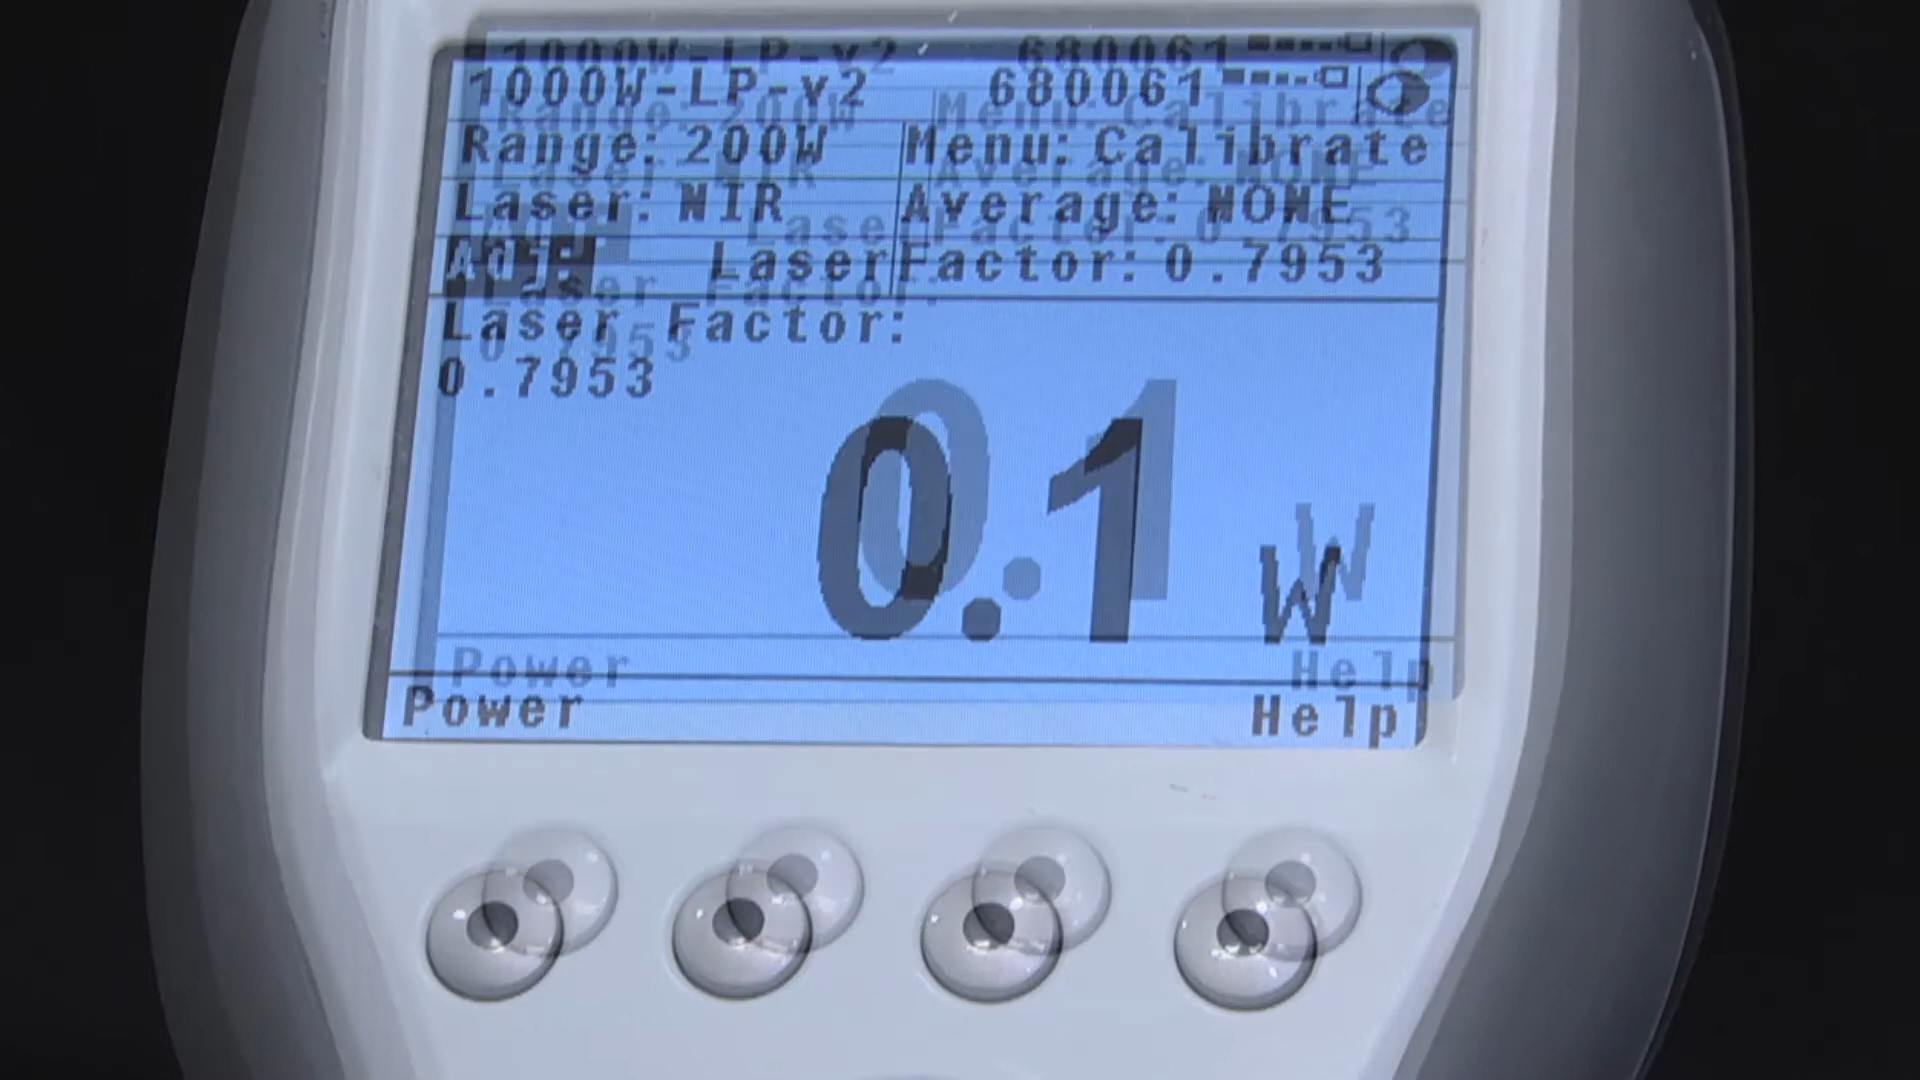 1000W-LP-v2 680061
Range: 200W Menu: Calibrate
Laser: NIR Average: NONE
Adj. Laser Factor: 0.7953
Laser Factor:
0.7953
0.1 W
Power Help